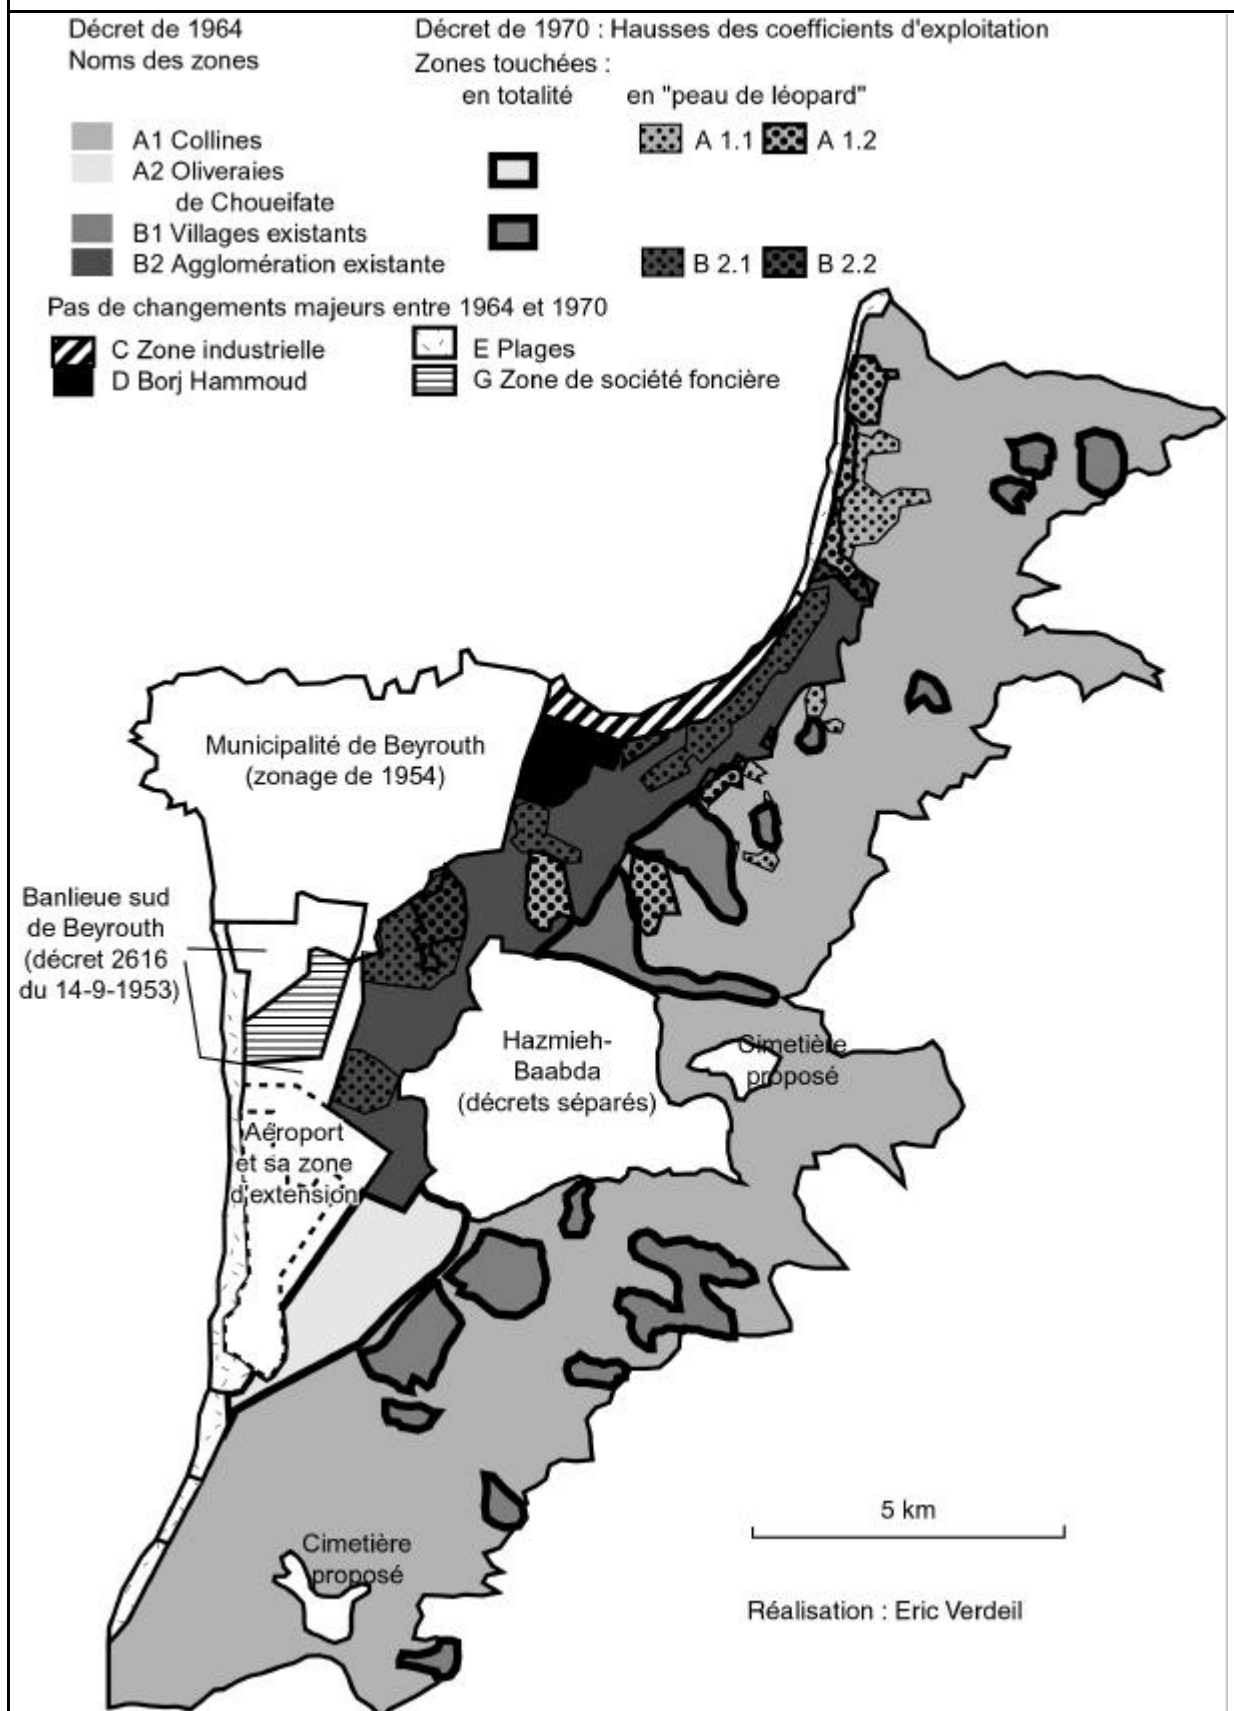 Décret de 1964
Noms des zones
Décret de 1970 : Hausses des coefficients d'exploitation
Zones touchées :
en totalité
en "peau de léopard"
A1 Collines
A 1.1
A 1.2
A2 Oliveraies
de Choueifate
B1 Villages existants
B2 Agglomération existante
B 2.1
B 2.2
Pas de changements majeurs entre 1964 et 1970
C Zone industrielle
E Plages
D Borj Hammoud
G Zone de société foncière
Municipalité de Beyrouth
(zonage de 1954)
Banlieue sud
de Beyrouth
(décret 2616
du 14-9-1953)
Hazmieh-
Baabda
(décrets séparés)
Cimetière
proposé
Aéroport
et sa zone
d'extension
5 km
Cimetière
proposé
Réalisation : Eric Verdeil